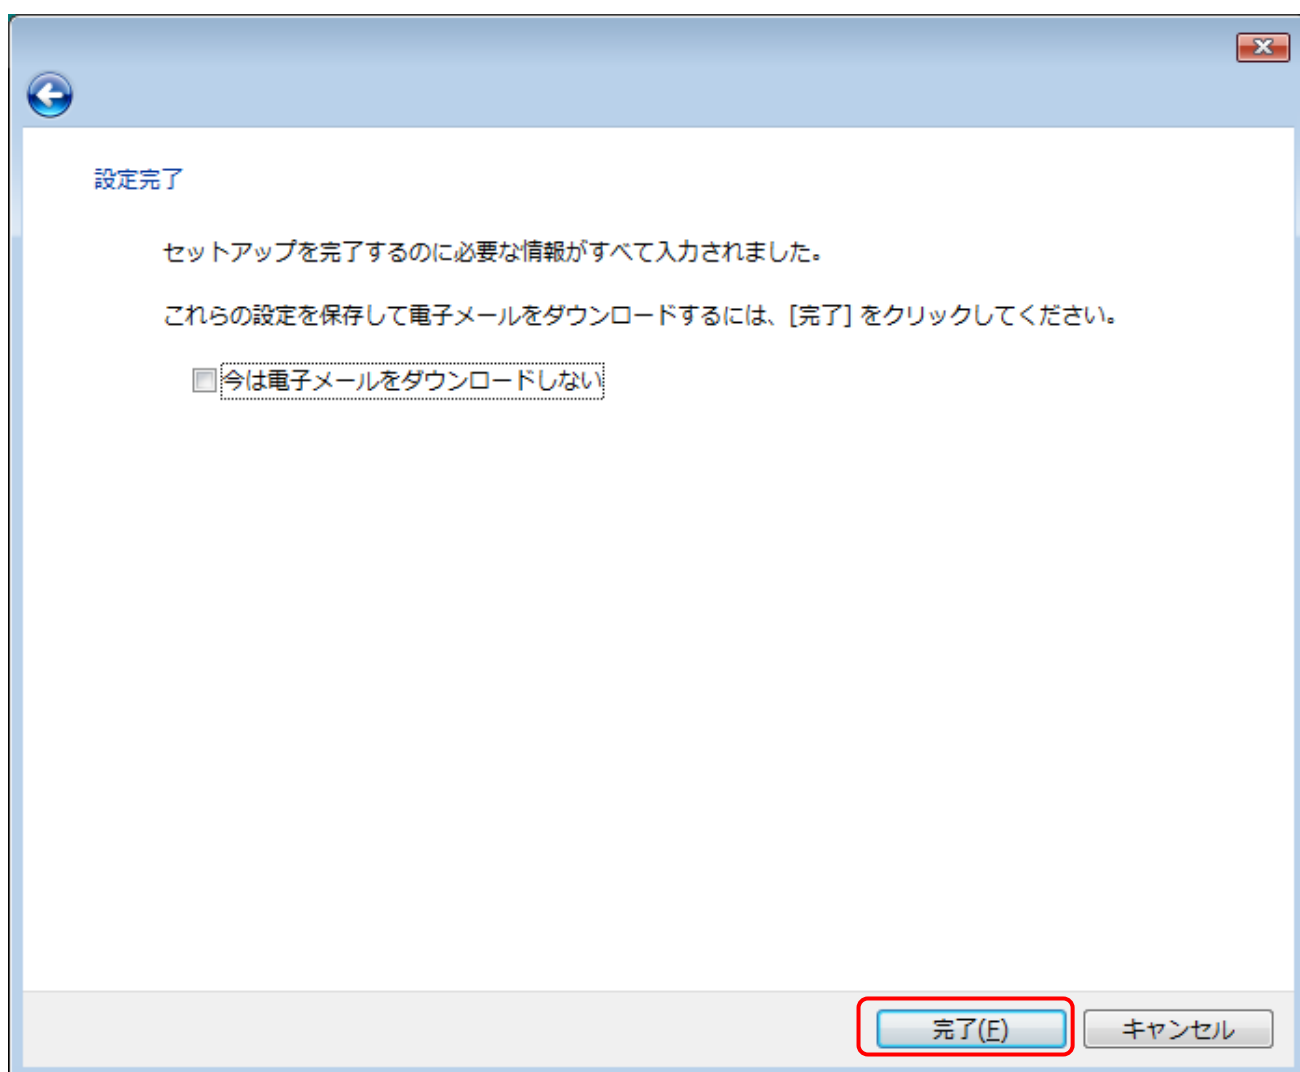 設定完了
セットアップを完了するのに必要な情報がすべて入力されました。
これらの設定を保存して電子メールをダウンロードするには、[完了] をクリックしてください。
今は電子メールをダウンロードしない
完了(F)
キャンセル